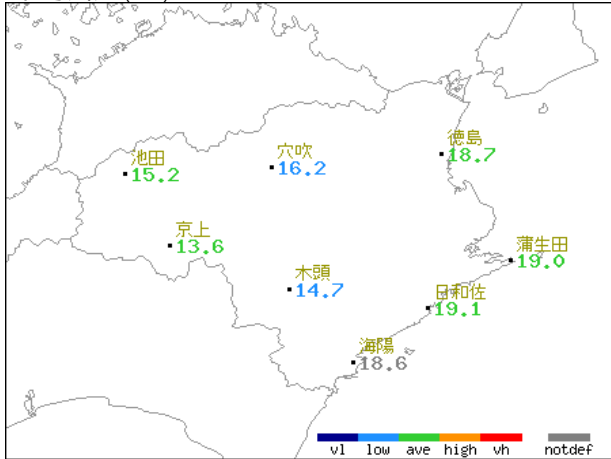 徳島
18.7
穴吹
16.2
池田
15.2
京上
13.6
蒲生田
19.0
木頭
14.7
日和佐
19.1
海陽
18.6
vl low ave high vh notdef